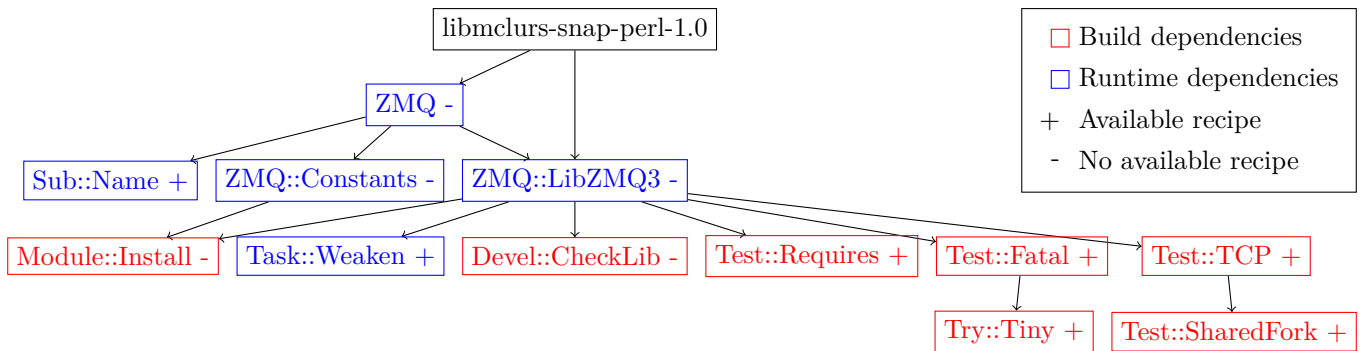 libmclurs-snap-perl-1.0
Build dependencies
Runtime dependencies
+ Available recipe
- No available recipe
ZMQ -
Sub::Name +
ZMQ::Constants -
ZMQ::LibZMQ3 -
Module::Install -
Task::Weaken +
Devel::CheckLib -
Test::Requires +
Test::Fatal +
Test::TCP +
Try::Tiny +
Test::SharedFork +